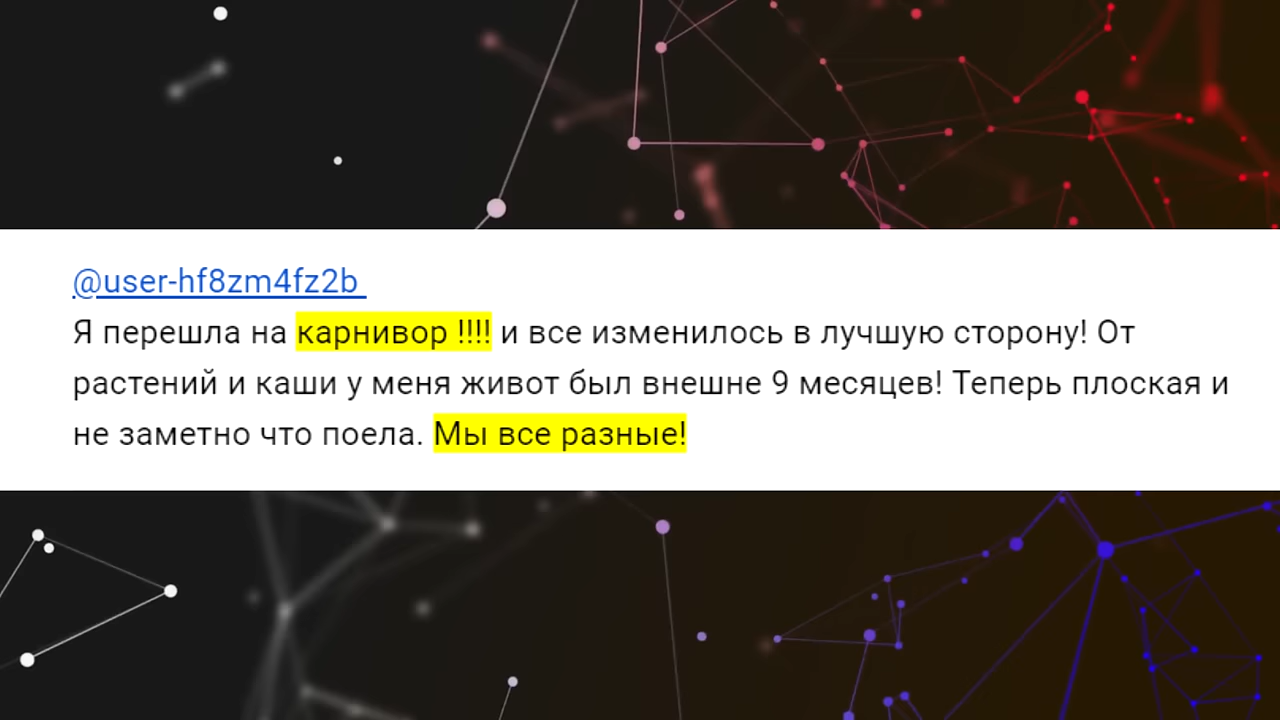 @user-hf8zm4fz2b
Я перешла на карнивор !!!! и все изменилось в лучшую сторону! От
растений и каши у меня живот был внешне 9 месяцев! Теперь плоская и
не заметно что поела. Мы все разные!